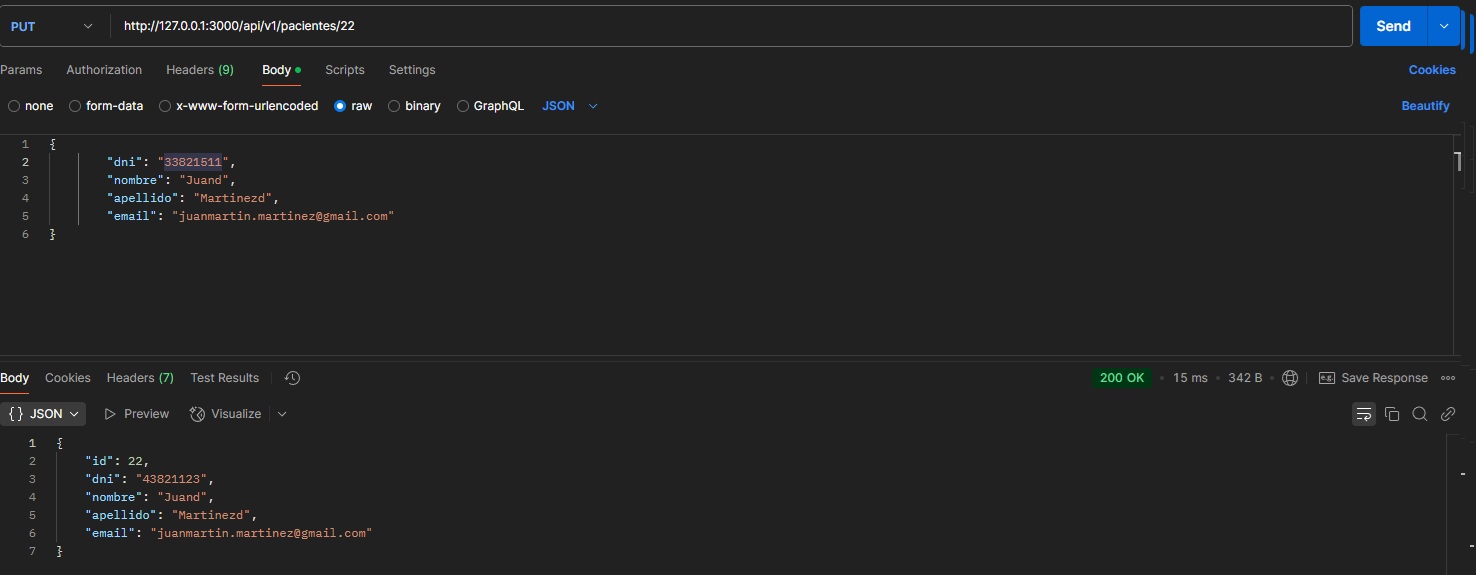 PUT http://127.0.0.1:3000/api/v1/pacientes/22 Send
Params Authorization Headers (9) Body Scripts Settings Cookies
none form-data x-www-form-urlencoded raw binary GraphQL JSON Beautify
1 {
2 "dni": "33821511",
3 "nombre": "Juand",
4 "apellido": "Martinezd",
5 "email": "juanmartin.martinez@gmail.com"
6 }
Body Cookies Headers (7) Test Results 200 OK 15 ms 342 B e.g. Save Response
{} JSON Preview Visualize
1 {
2 "id": 22,
3 "dni": "43821123",
4 "nombre": "Juand",
5 "apellido": "Martinezd",
6 "email": "juanmartin.martinez@gmail.com"
7 }